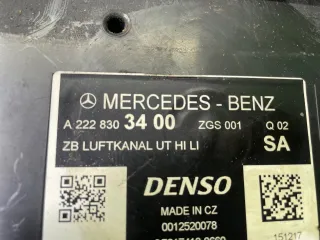 MERCEDES - BENZ
A 222 830 34 00 ZGS 001 Q 02
ZB LUFTKANAL UT HI LI SA
DENSO
MADE IN CZ
0012520078
151217